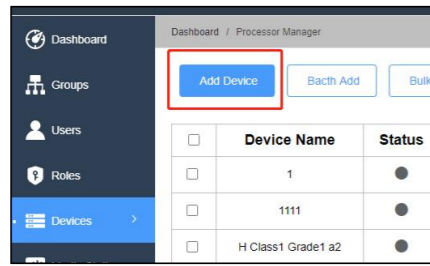 Dashboard
Dashboard / Processor Manager
Add Device Bacth Add Bulk
Groups
Users
Device Name Status
Roles
1
1111
Devices
H Class1 Grade1 a2